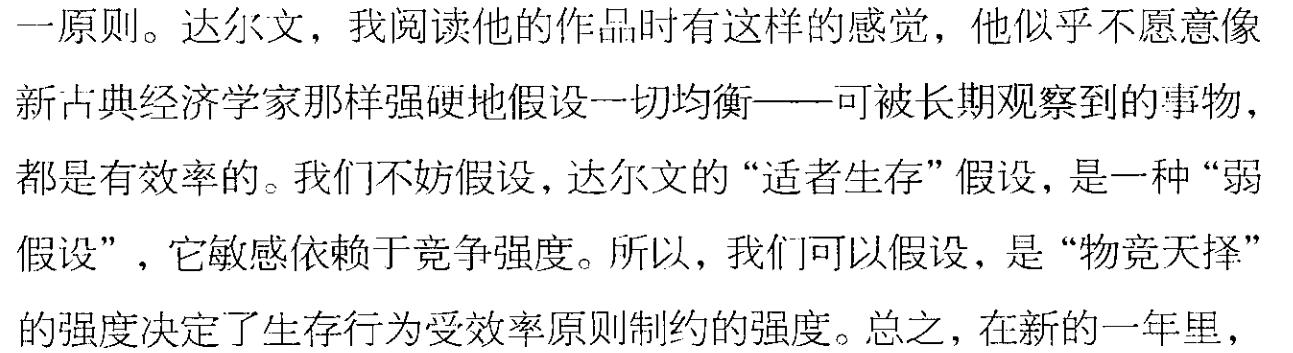 一原则。达尔文，我阅读他的作品时有这样的感觉，他似乎不愿意像
新古典经济学家那样强硬地假设一切均衡——可被长期观察到的事物，
都是有效率的。我们不妨假设，达尔文的“适者生存”假设，是一种“弱
假设”，它敏感依赖于竞争强度。所以，我们可以假设，是“物竞天择”
的强度决定了生存行为受效率原则制约的强度。总之，在新的一年里，